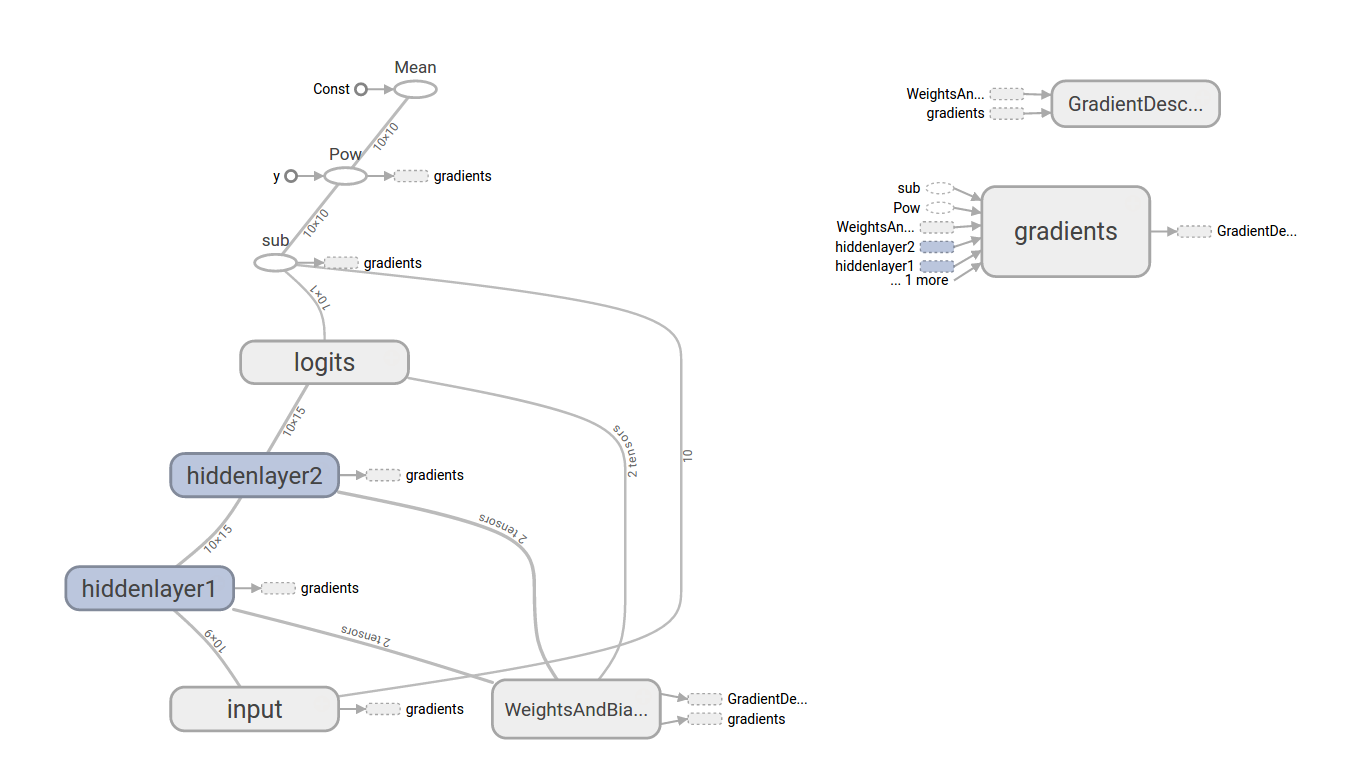 Mean
Const
10×10
Pow
y
gradients
10×10
sub
gradients
10×1
logits
10×15
2 tensors
10
hiddenlayer2
gradients
2 tensors
10×15
hiddenlayer1
gradients
2 tensors
10×9
input
gradients
WeightsAndBia...
GradientDe...
gradients
WeightsAn...
gradients
GradientDesc...
sub
Pow
WeightsAn...
hiddenlayer2
hiddenlayer1
... 1 more
gradients
GradientDe...